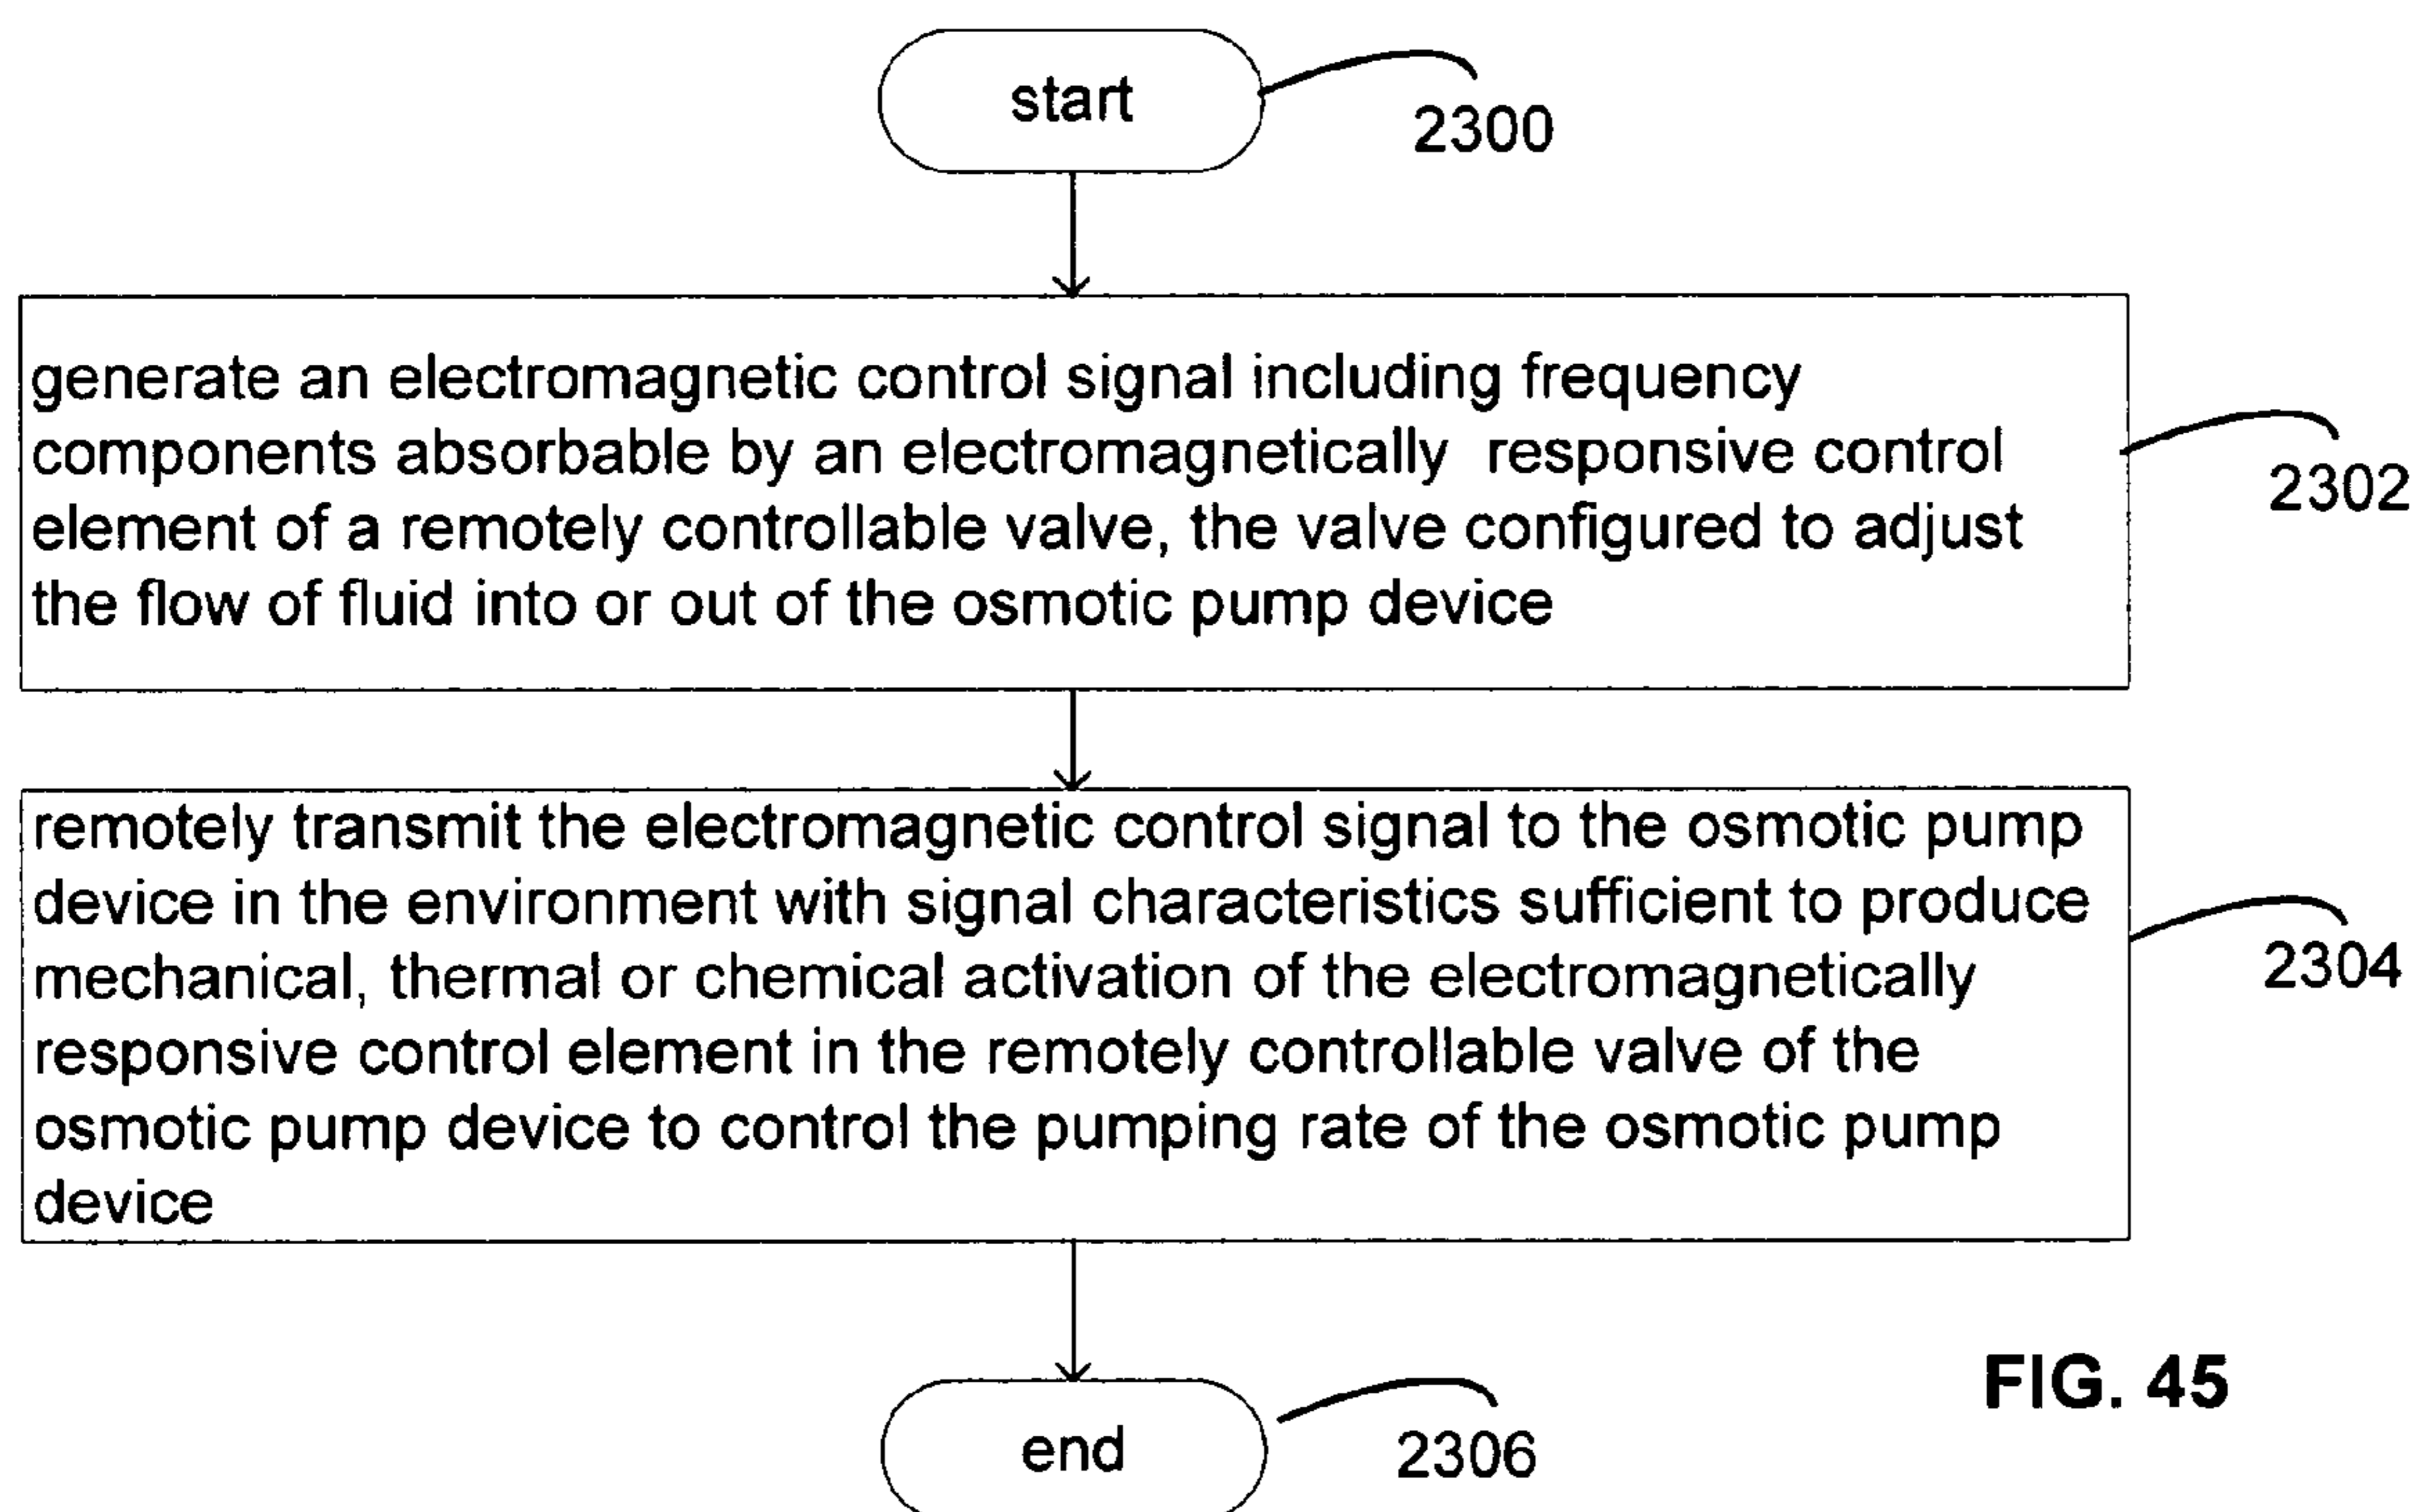 start
2300
generate an electromagnetic control signal including frequency
components absorbable by an electromagnetically responsive control
element of a remotely controllable valve, the valve configured to adjust
the flow of fluid into or out of the osmotic pump device
2302
remotely transmit the electromagnetic control signal to the osmotic pump
device in the environment with signal characteristics sufficient to produce
mechanical, thermal or chemical activation of the electromagnetically
responsive control element in the remotely controllable valve of the
osmotic pump device to control the pumping rate of the osmotic pump
device
2304
end
2306
FIG. 45